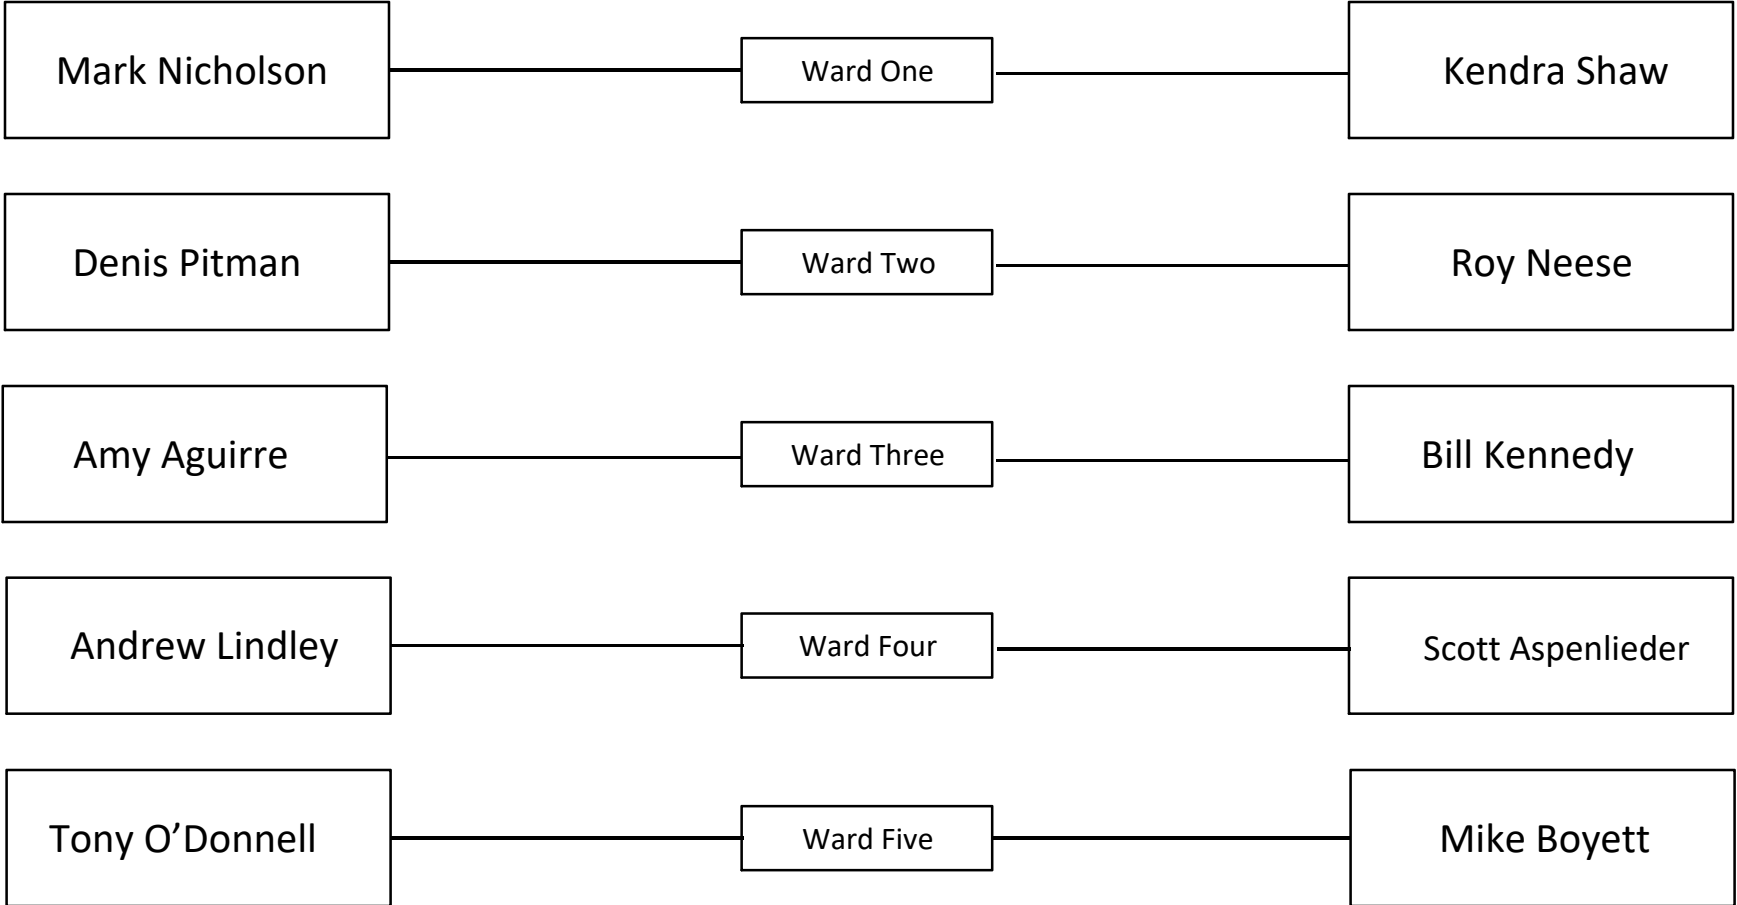 Mark Nicholson
Ward One
Kendra Shaw
Denis Pitman
Ward Two
Roy Neese
Amy Aguirre
Ward Three
Bill Kennedy
Andrew Lindley
Ward Four
Scott Aspenlieder
Tony O’Donnell
Ward Five
Mike Boyett